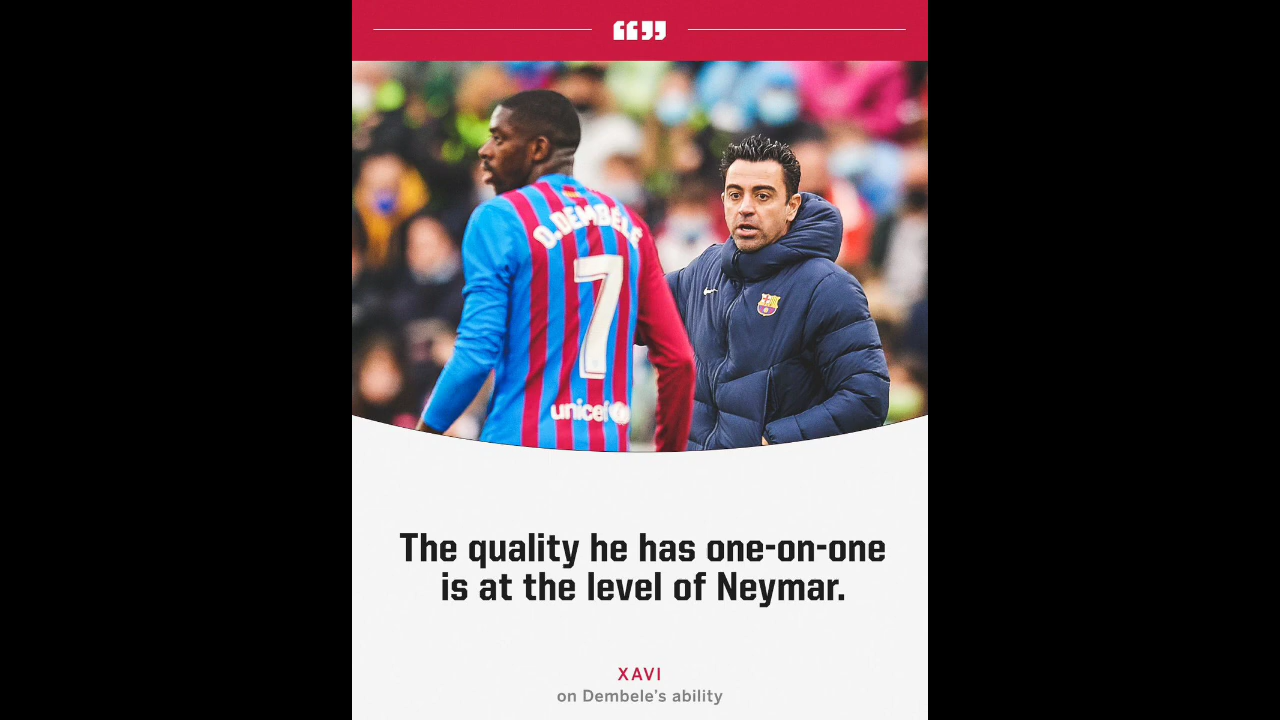 O.DEMBÉLÉ
7
unicef
The quality he has one-on-one
is at the level of Neymar.
XAVI
on Dembele's ability